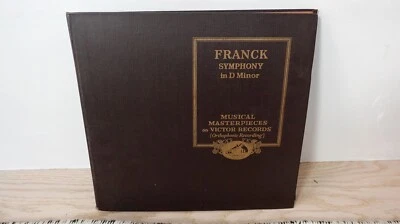 FRANCK
SYMPHONY
in D Minor
MUSICAL
MASTERPIECES
on VICTOR RECORDS
(Orthophonic Recording)